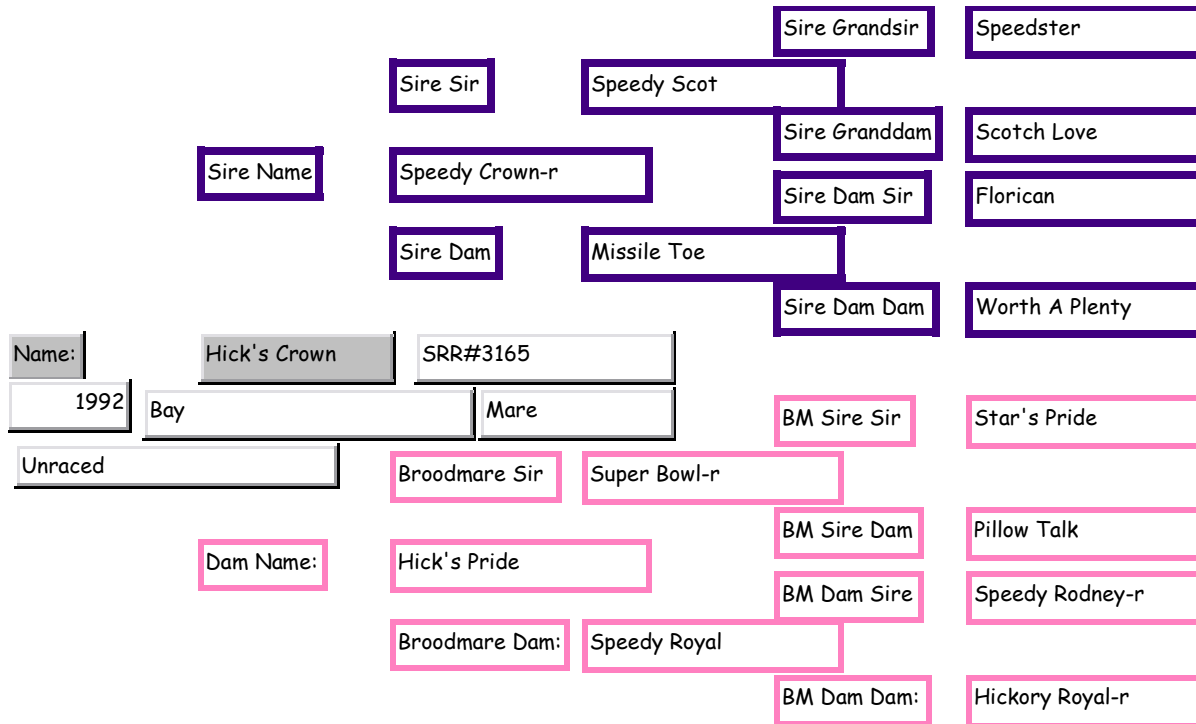 Sire Grandsir Speedster
Sire Sir Speedy Scot
Sire Granddam Scotch Love
Sire Name Speedy Crown-r
Sire Dam Sir Florican
Sire Dam Missile Toe
Sire Dam Dam Worth A Plenty
Name: Hick's Crown SRR#3165
1992 Bay Mare
BM Sire Sir Star's Pride
Unraced
Broodmare Sir Super Bowl-r
BM Sire Dam Pillow Talk
Dam Name: Hick's Pride
BM Dam Sire Speedy Rodney-r
Broodmare Dam: Speedy Royal
BM Dam Dam: Hickory Royal-r